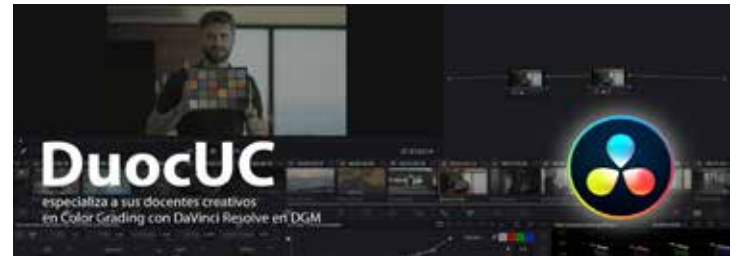 DuocUC
especializa a sus docentes creativos
en Color Grading con DaVinci Resolve en DGM